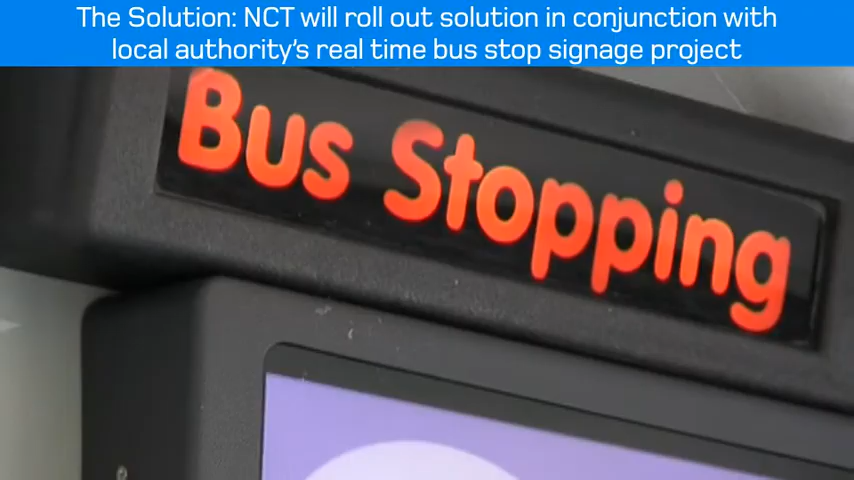 The Solution: NCT will roll out solution in conjunction with
local authority's real time bus stop signage project
Bus Stopping